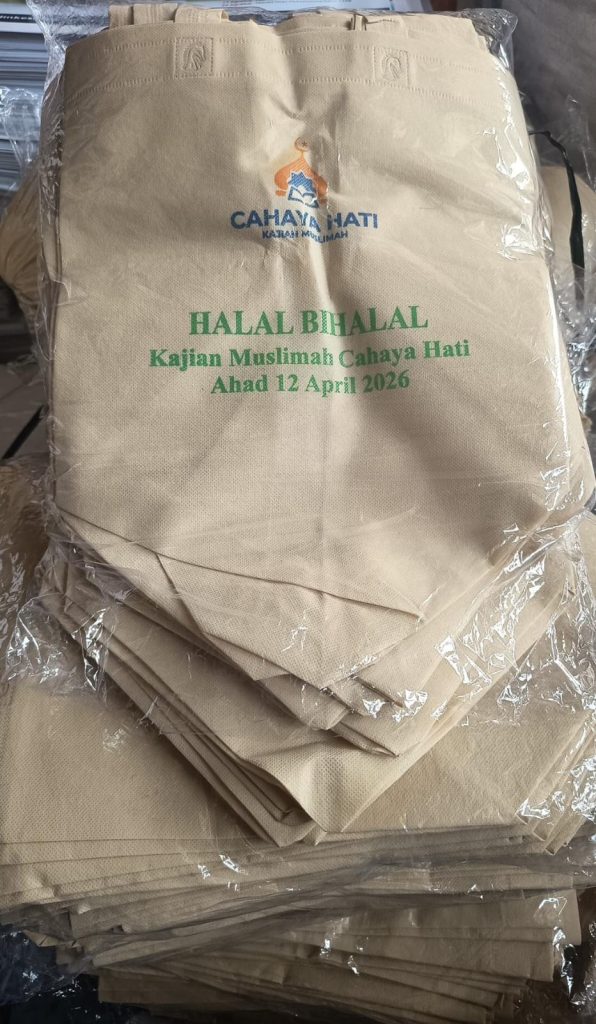 CAHAYA HATI
KAJIAN MUSLIMAH
HALAL BIHALAL
Kajian Muslimah Cahaya Hati
Ahad 12 April 2026